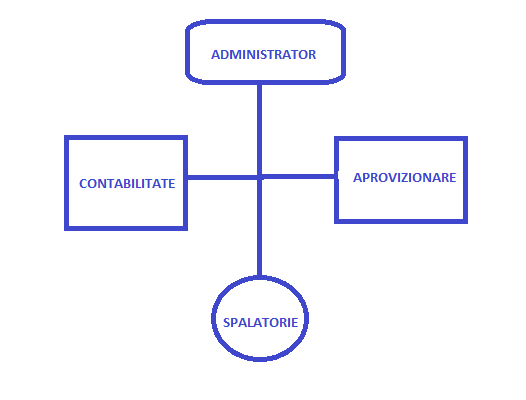 ADMINISTRATOR
CONTABILITATE
APROVIZIONARE
SPALATORIE